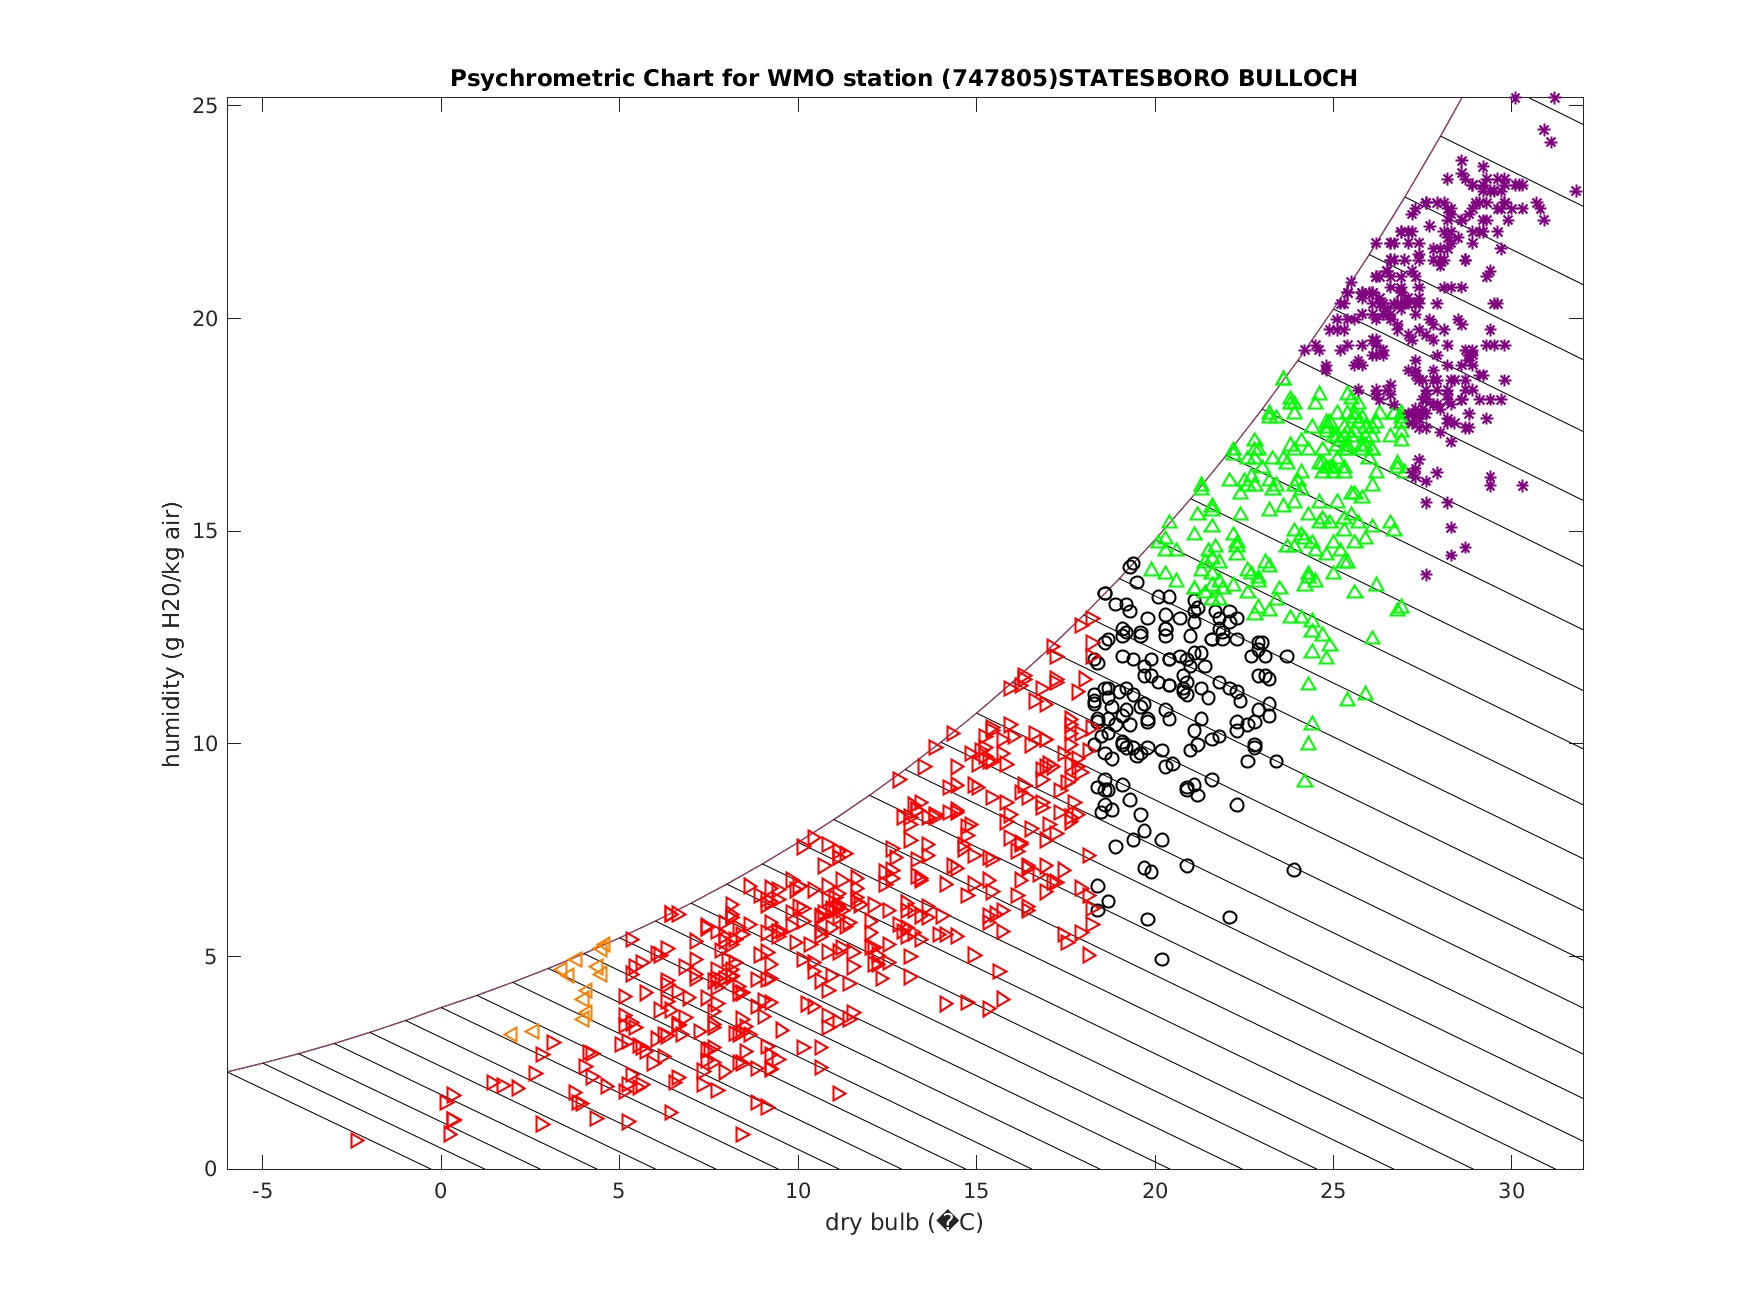 Psychrometric Chart for WMO station (747805)STATESBORO BULLOCH
25
20
15
10
5
0
humidity (g H20/kg air)
-5 0 5 10 15 20 25 30
dry bulb (�C)